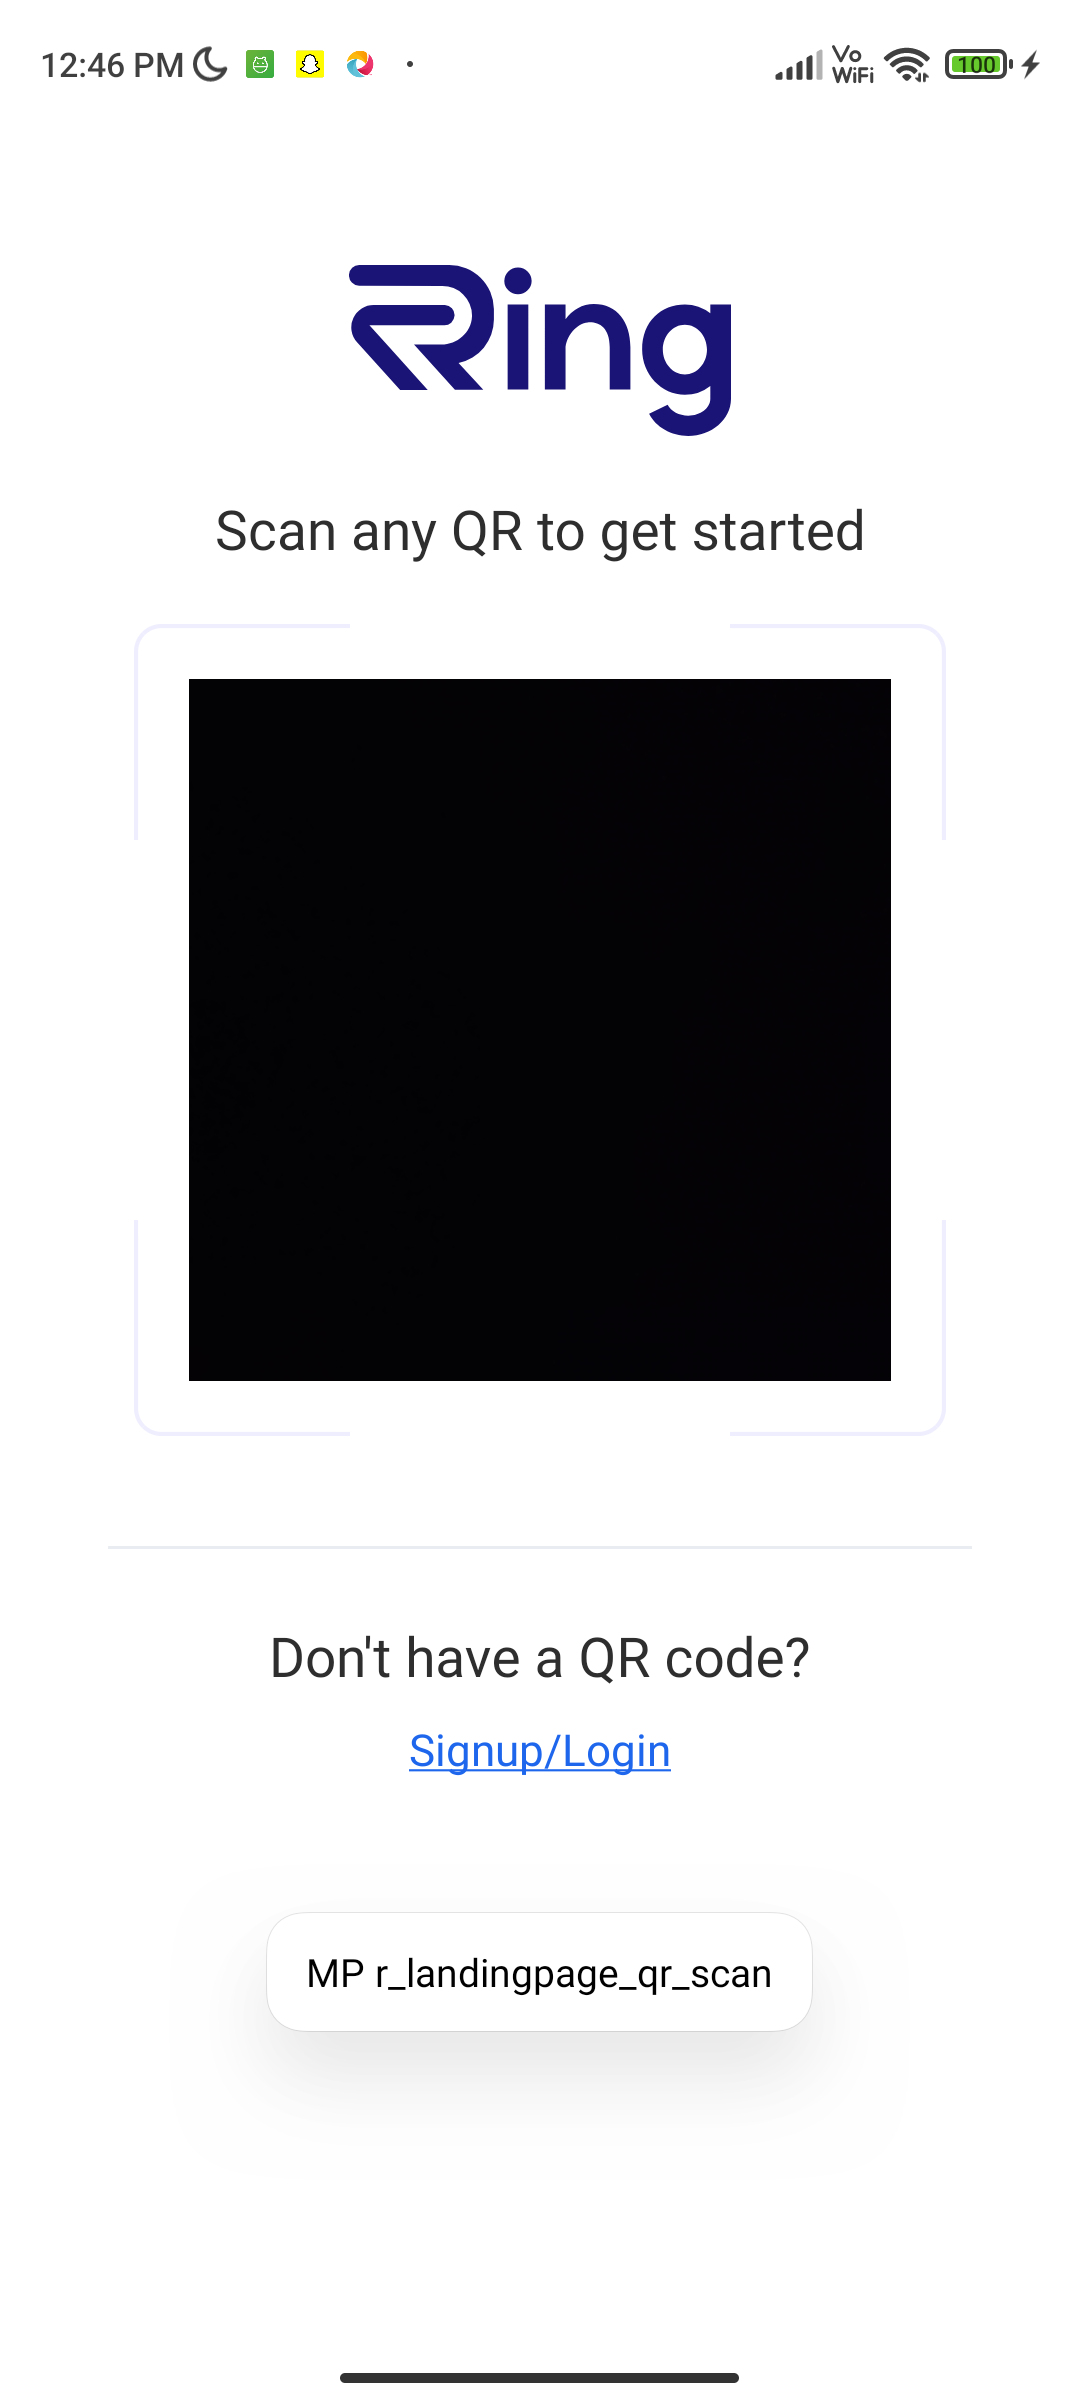 12:46 PM
Vo
WiFi
100
Ring
Scan any QR to get started
Don't have a QR code?
Signup/Login
MP r_landingpage_qr_scan